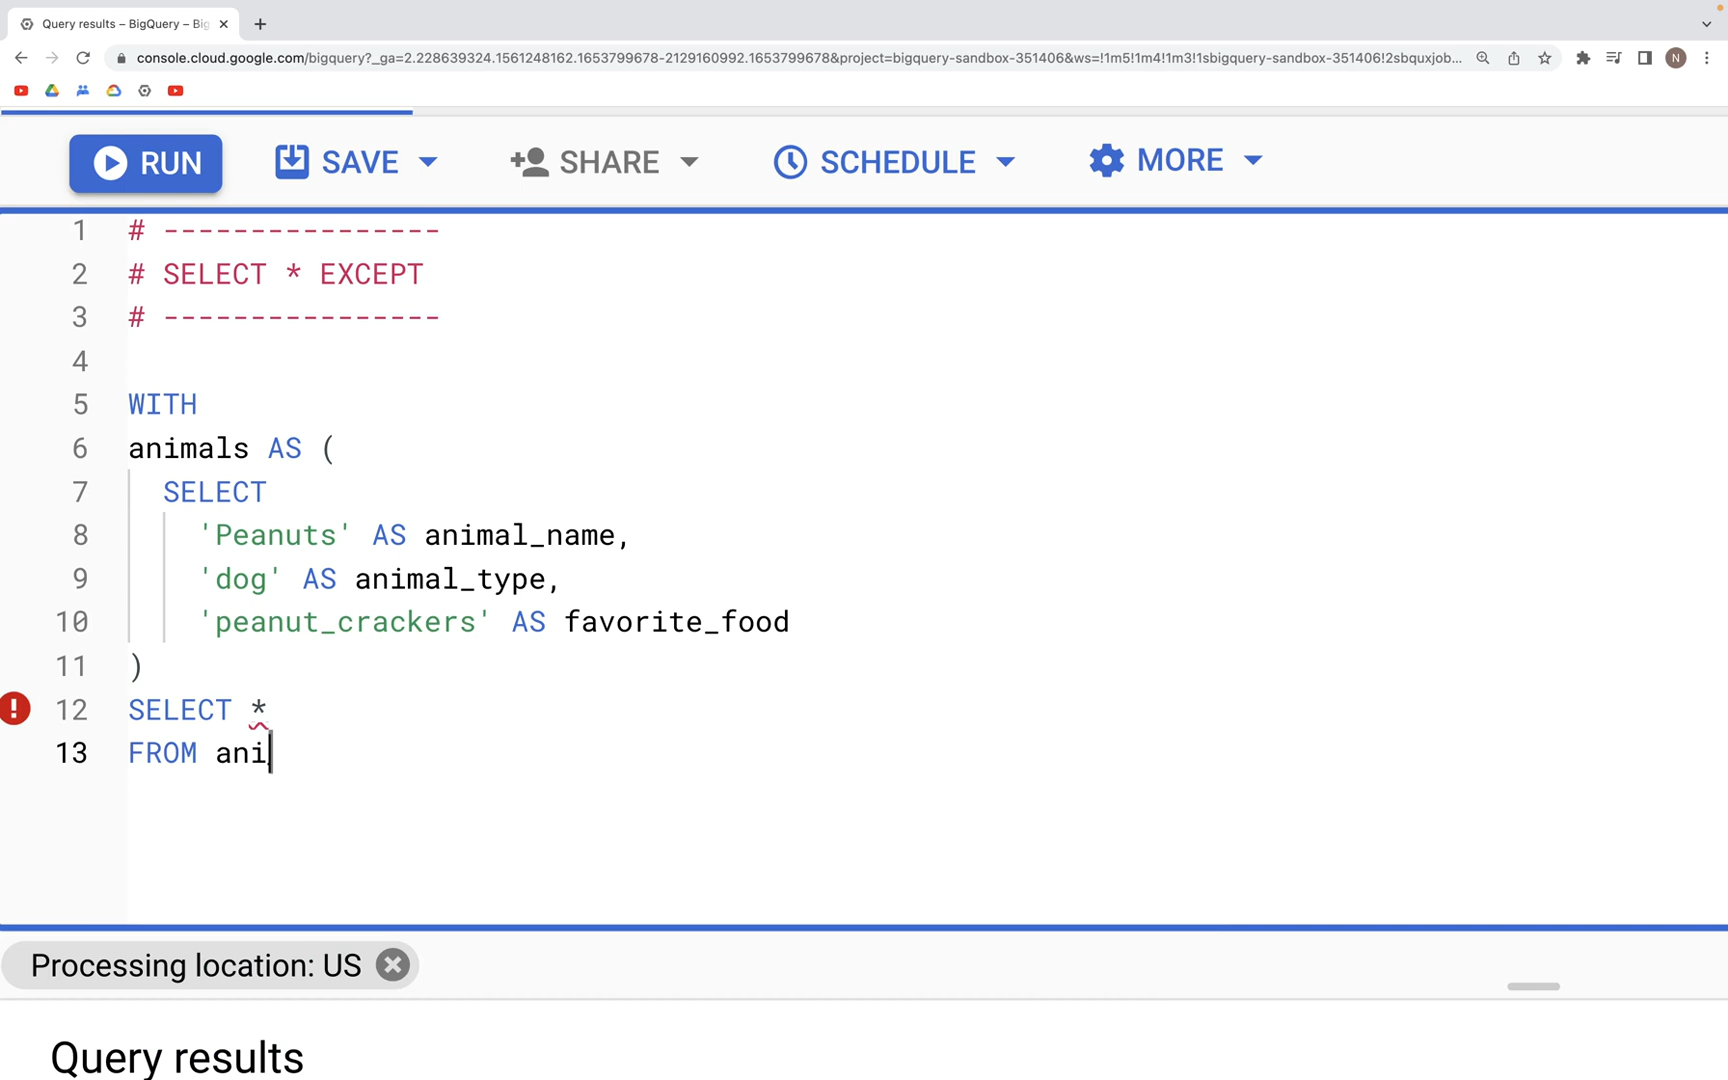 Query results – BigQuery – Big
console.cloud.google.com/bigquery?_ga=2.228639324.1561248162.1653799678-2129160992.1653799678&project=bigquery-sandbox-351406&ws=!1m5!1m4!1m3!1sbigquery-sandbox-351406!2sbquxjob...
N
RUN SAVE SHARE SCHEDULE MORE
1 # ----------------
2 # SELECT * EXCEPT
3 # ----------------
4
5 WITH
6 animals AS (
7 SELECT
8 'Peanuts' AS animal_name,
9 'dog' AS animal_type,
10 'peanut_crackers' AS favorite_food
11 )
12 SELECT *
13 FROM ani
Processing location: US
Query results